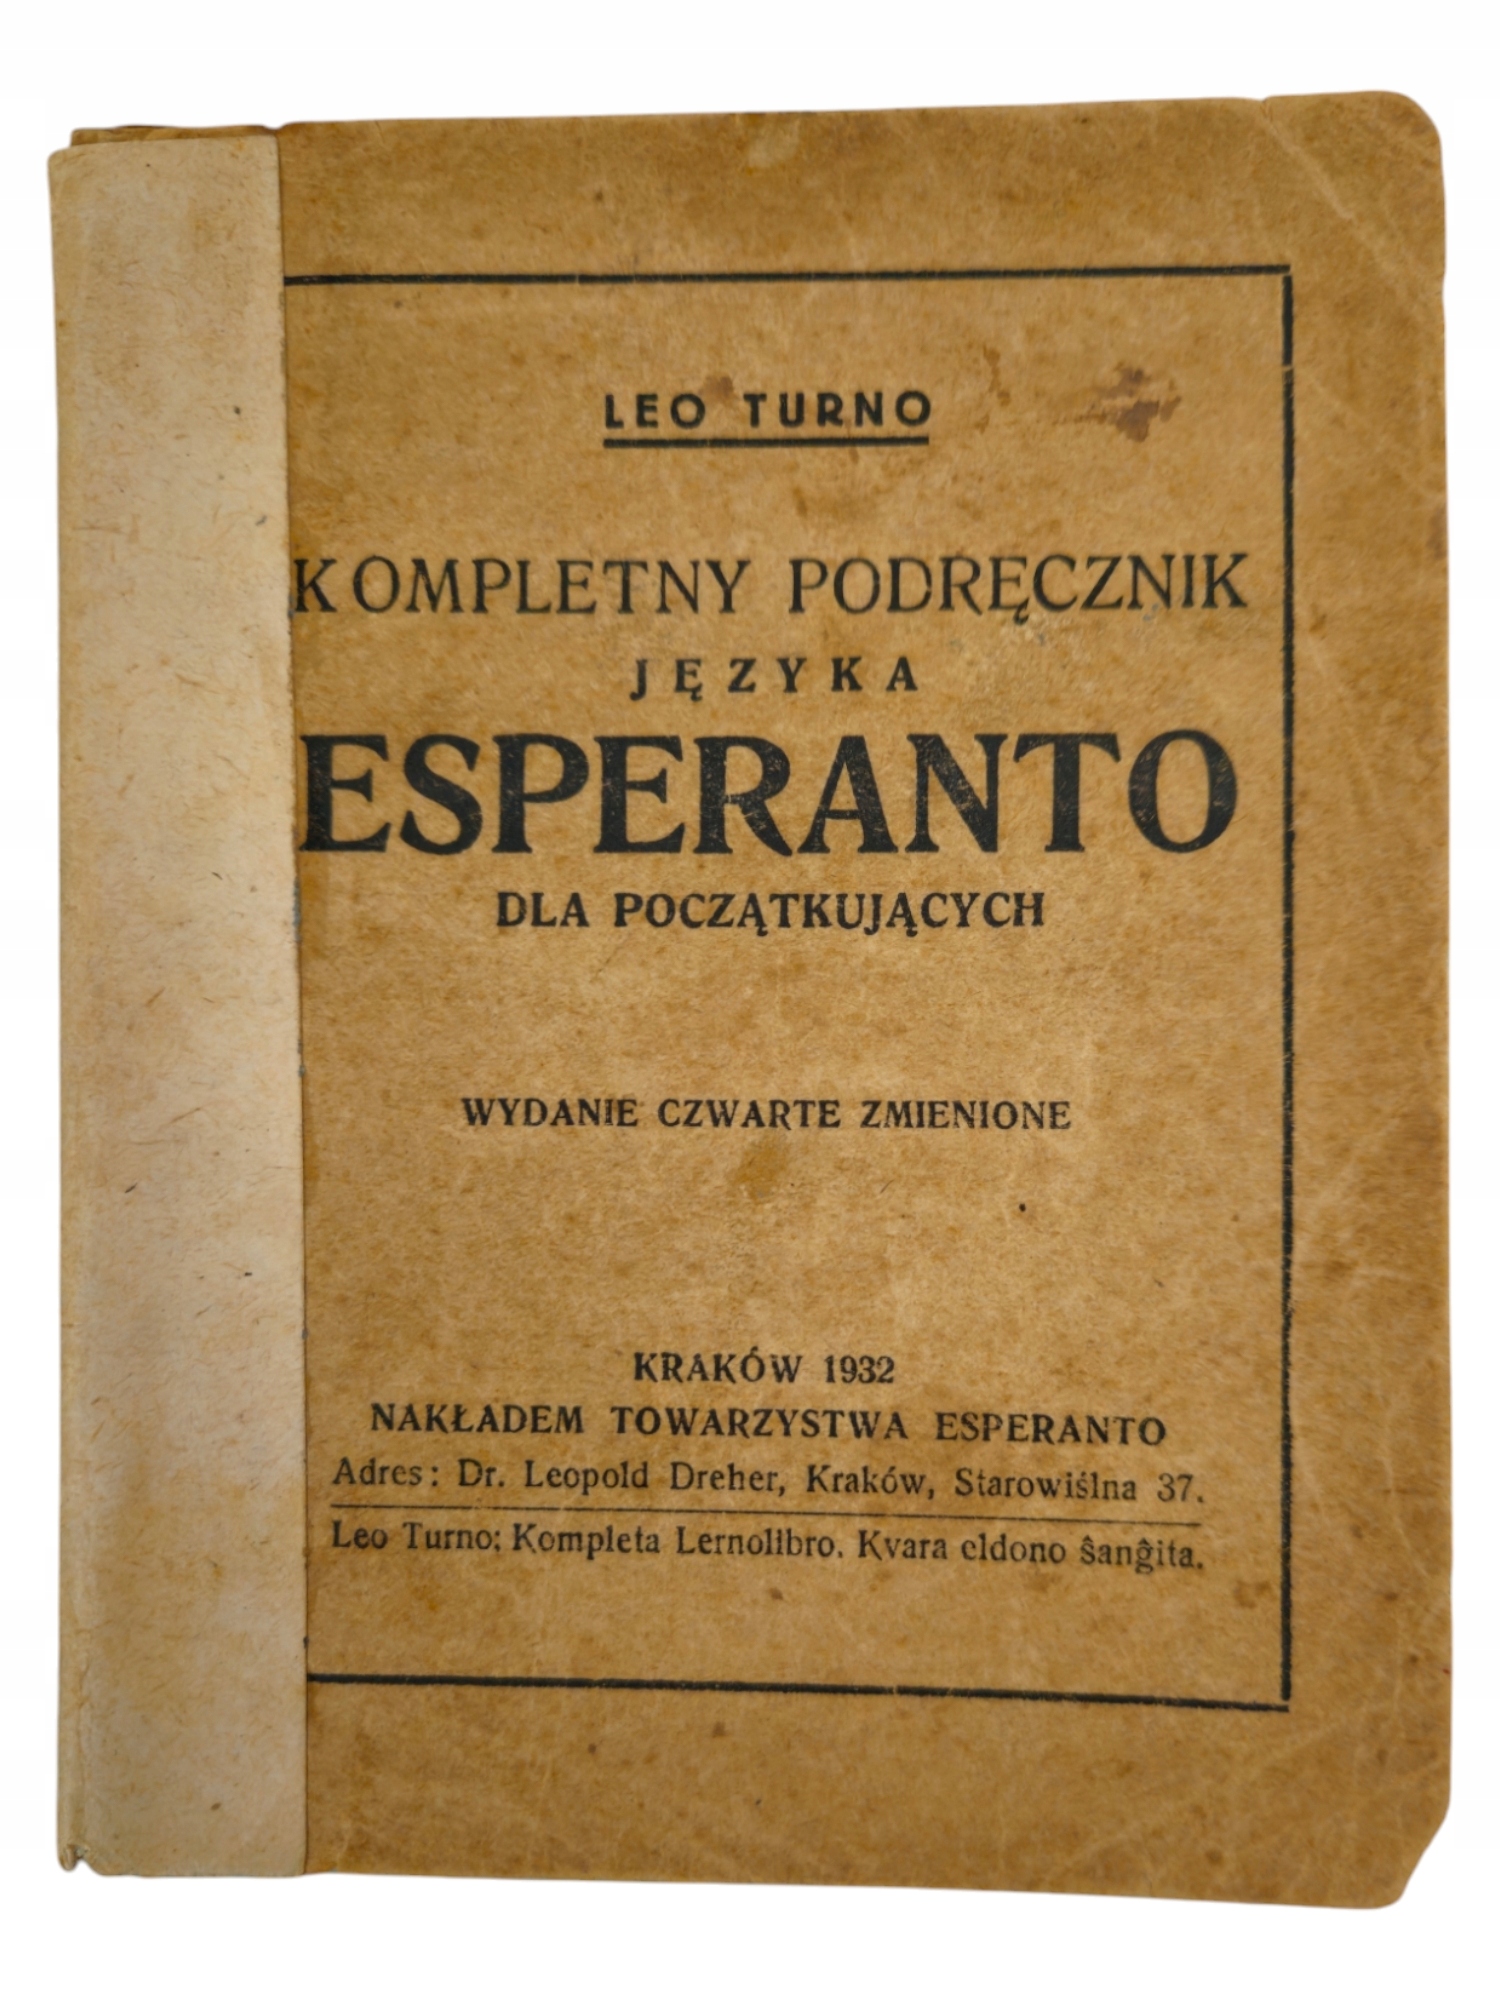 LEO TURNO
KOMPLETNY PODRĘCZNIK
JĘZYKA
ESPERANTO
DLA POCZĄTKUJĄCYCH
WYDANIE CZWARTE ZMIENIONE
KRAKÓW 1932
NAKŁADEM TOWARZYSTWA ESPERANTO
Adres: Dr. Leopold Dreher, Kraków, Starowiślna 37.
Leo Turno: Kompleta Lernolibro. Kvara eldono ŝanĝita.